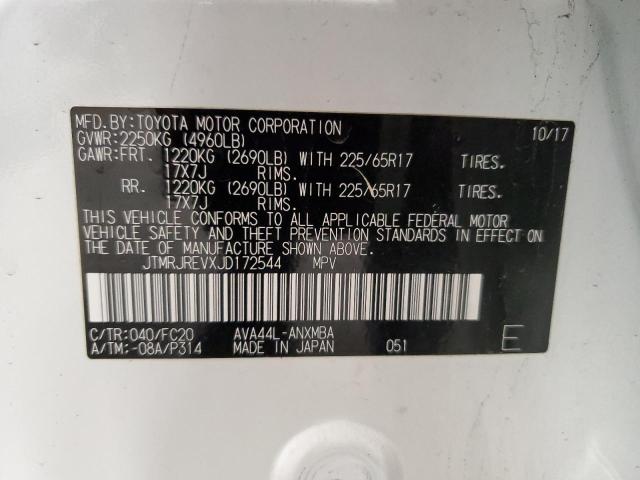 MFD.BY:TOYOTA MOTOR CORPORATION 10/17
GVWR:2250KG (4960LB)
GAWR:FRT. 1220KG (2690LB) WITH 225/65R17 TIRES.
17X7J RIMS.
RR. 1220KG (2690LB) WITH 225/65R17 TIRES.
17X7J RIMS.
THIS VEHICLE CONFORMS TO ALL APPLICABLE FEDERAL MOTOR
VEHICLE SAFETY AND THEFT PREVENTION STANDARDS IN EFFECT ON
THE DATE OF MANUFACTURE SHOWN ABOVE.
JTMRJREVXJD172544 MPV
C/TR:040/FC20 AVA44L-ANXMBA
A/TM:-08A/P314 MADE IN JAPAN 051
E